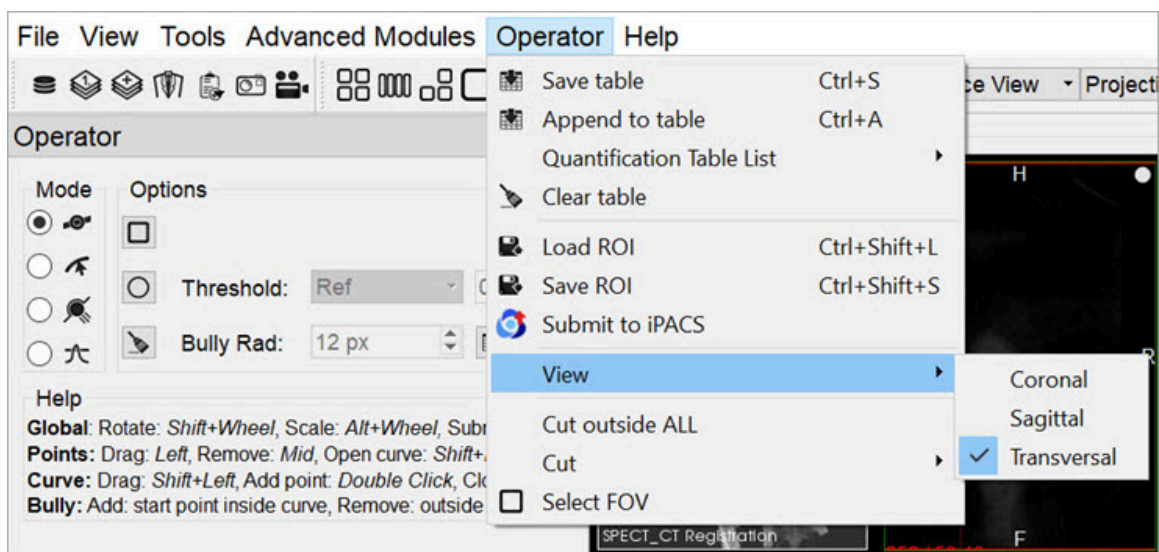 File View Tools Advanced Modules Operator Help
Save table Ctrl+S
Append to table Ctrl+A
Quantification Table List
Clear table
Load ROI Ctrl+Shift+L
Save ROI Ctrl+Shift+S
Submit to iPACS
View
Cut outside ALL
Cut
Select FOV
Coronal
Sagittal
Transversal
View
Operator
Mode Options
Threshold: Ref
Bully Rad: 12 px
Help
Global: Rotate: Shift+Wheel, Scale: Alt+Wheel,
Points: Drag: Left, Remove: Mid, Open curve: Shift+
Curve: Drag: Shift+Left, Add point: Double Click,
Bully: Add: start point inside curve, Remove: outside
H
R
F
SPECT_CT Registration